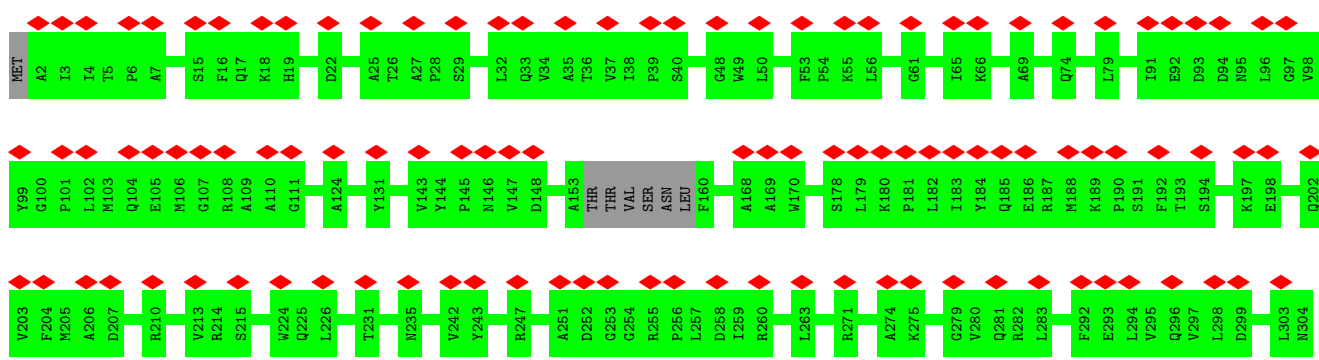 MET A2 I3 I4 T5 P6 A7 S15 F16 Q17 K18 H19 D22 A25 T26 A27 P28 S29 L32 Q33 V34 A35 T36 V37 I38 P39 S40 G48 W49 L50 F53 P54 K55 L56 G61 I65 K66 A69 Q74 L79 I91 E92 D93 D94 N95 L96 G97 V98
Y99 G100 P101 L102 M103 Q104 E105 M106 G107 R108 A109 A110 G111 A124 Y131 V143 Y144 P145 N146 V147 D148 A153 THR THR VAL SER ASN LEU F160 A168 A169 W170 S178 L179 K180 P181 L182 I183 Y184 Q185 E186 R187 M188 K189 P190 S191 F192 T193 S194 K197 E198 Q202
V203 F204 M205 A206 D207 R210 V213 R214 S215 W224 Q225 L226 T231 N235 V242 Y243 R247 A251 D252 G253 G254 R255 P256 L257 D258 I259 R260 L263 R271 A274 K275 G279 V280 Q281 R282 L283 F292 E293 L294 V295 Q296 V297 L298 D299 L303 N304